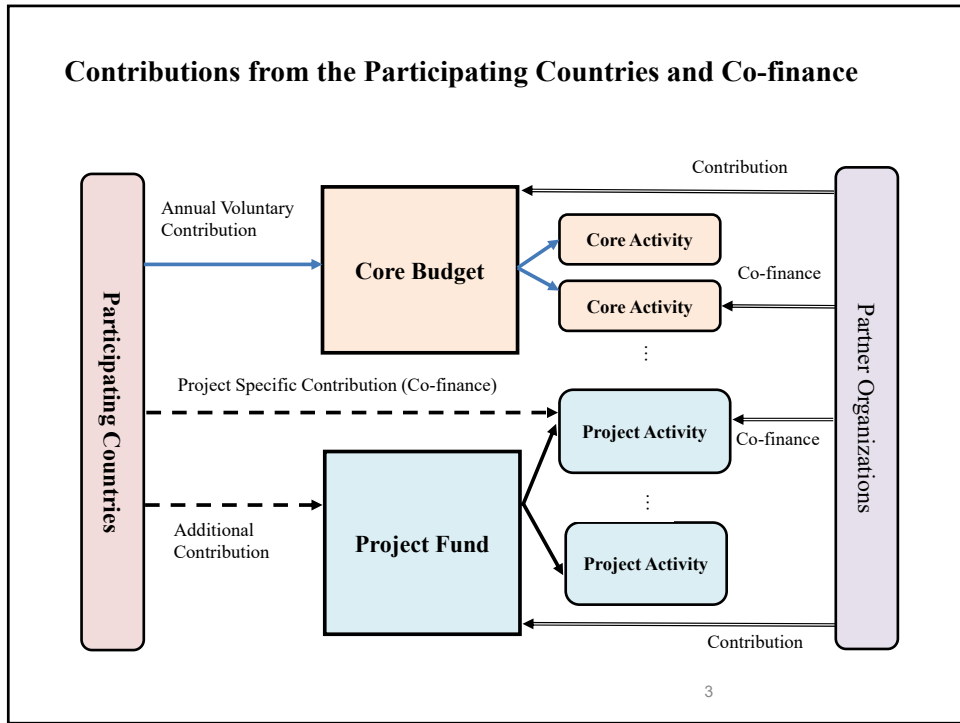 Contributions from the Participating Countries and Co-finance
Participating Countries
Annual Voluntary
Contribution
Core Budget
Contribution
Core Activity
Co-finance
Core Activity
...
Partner Organizations
Project Specific Contribution (Co-finance)
Project Activity
Co-finance
...
Additional
Contribution
Project Fund
Project Activity
Contribution
3